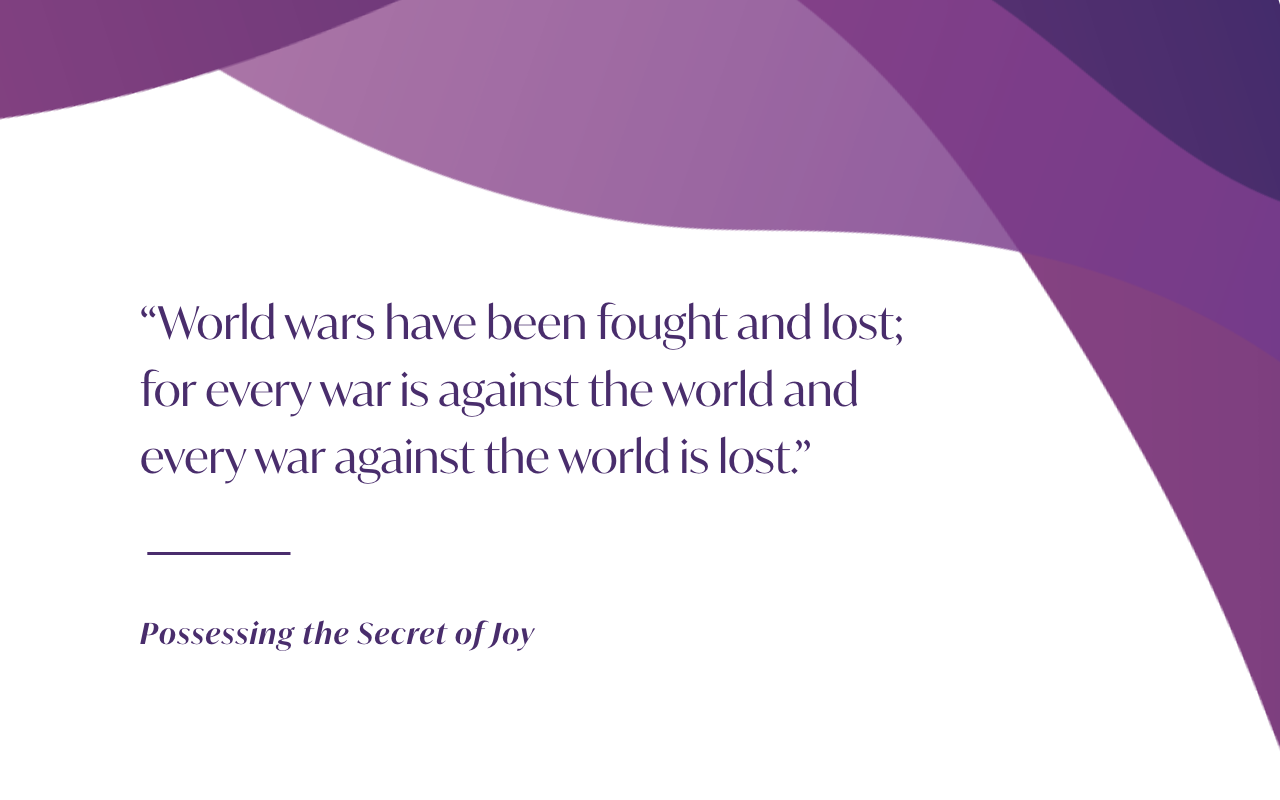 “World wars have been fought and lost;
for every war is against the world and
every war against the world is lost.”
Possessing the Secret of Joy